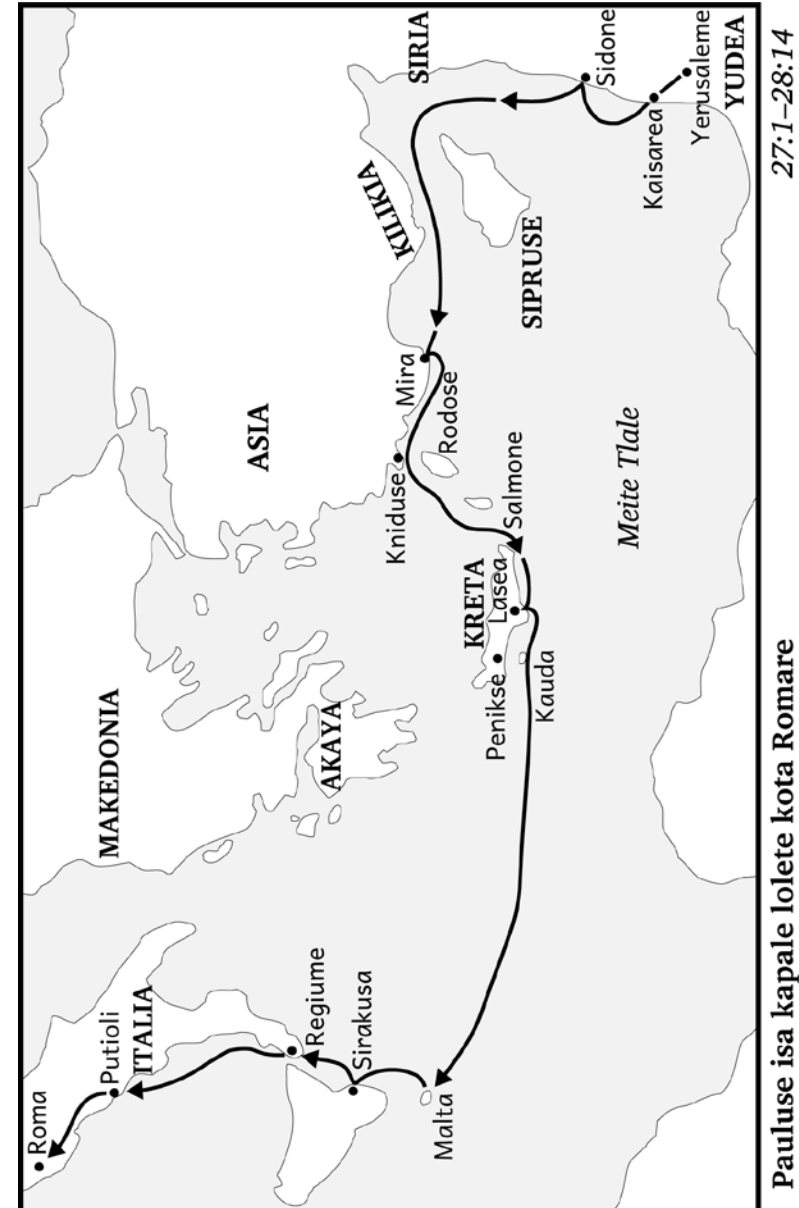 Roma
Putioli
ITALIA
Regiume
Sirakusa
Malta
MAKEDONIA
AKAYA
ASIA
Kniduse
Mira
Rodose
KRETA
Penikse
Lasea
Salmone
Kauda
KILIKIA
SIRIA
SIPRUSE
Sidone
Kaisarea
Yerusaleme
YUDEA
Meite Tlale
Pauluse isa kapale lolete kota Romare
27:1–28:14